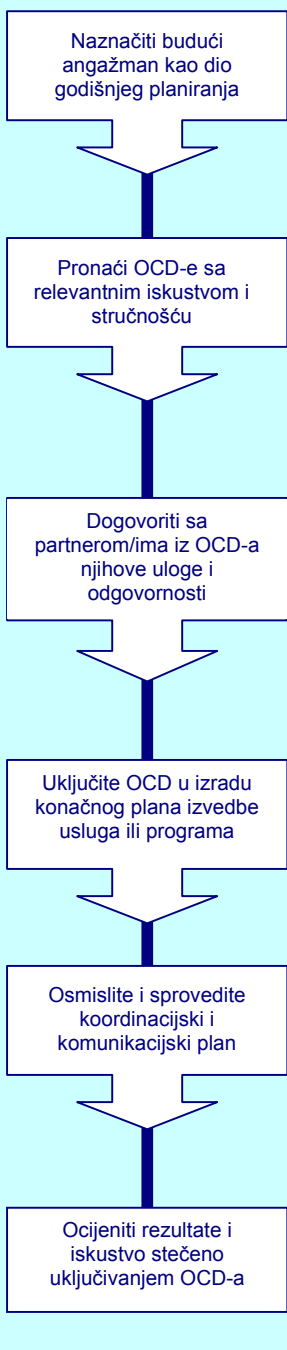 Naznačiti budući
angažman kao dio
godišnjeg planiranja
Pronaći OCD-e sa
relevantnim iskustvom i
stručnošću
Dogovoriti sa
partnerom/ima iz OCD-a
njihove uloge i
odgovornosti
Uključite OCD u izradu
konačnog plana izvedbe
usluga ili programa
Osmislite i sprovedite
koordinacijski i
komunikacijski plan
Ocijeniti rezultate i
iskustvo stečeno
uključivanjem OCD-a